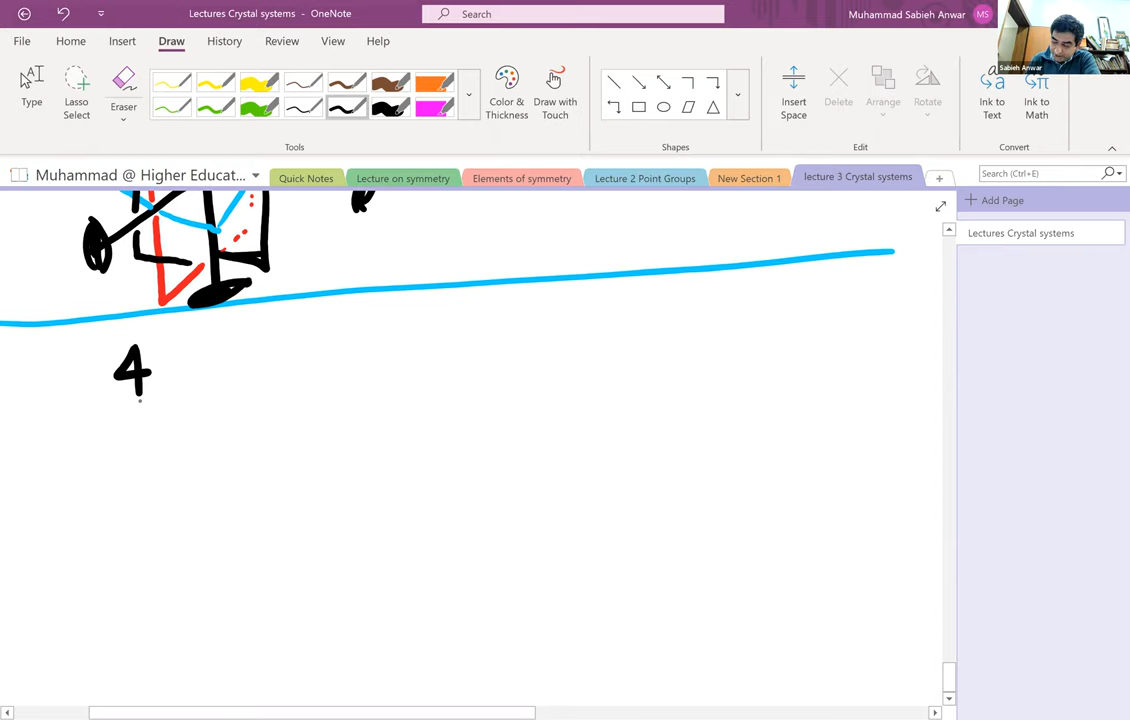 Lectures Crystal systems - OneNote
Search
Muhammad Sabieh Anwar
MS
Sabieh Anwar
File
Home
Insert
Draw
History
Review
View
Help
Type
Lasso
Select
Eraser
Color &
Thickness
Draw with
Touch
Insert
Space
Delete
Arrange
Rotate
Ink to
Text
Ink to
Math
Tools
Shapes
Edit
Convert
Muhammad @ Higher Educat...
Quick Notes
Lecture on symmetry
Elements of symmetry
Lecture 2 Point Groups
New Section 1
lecture 3 Crystal systems
Search (Ctrl+E)
Add Page
Lectures Crystal systems
4